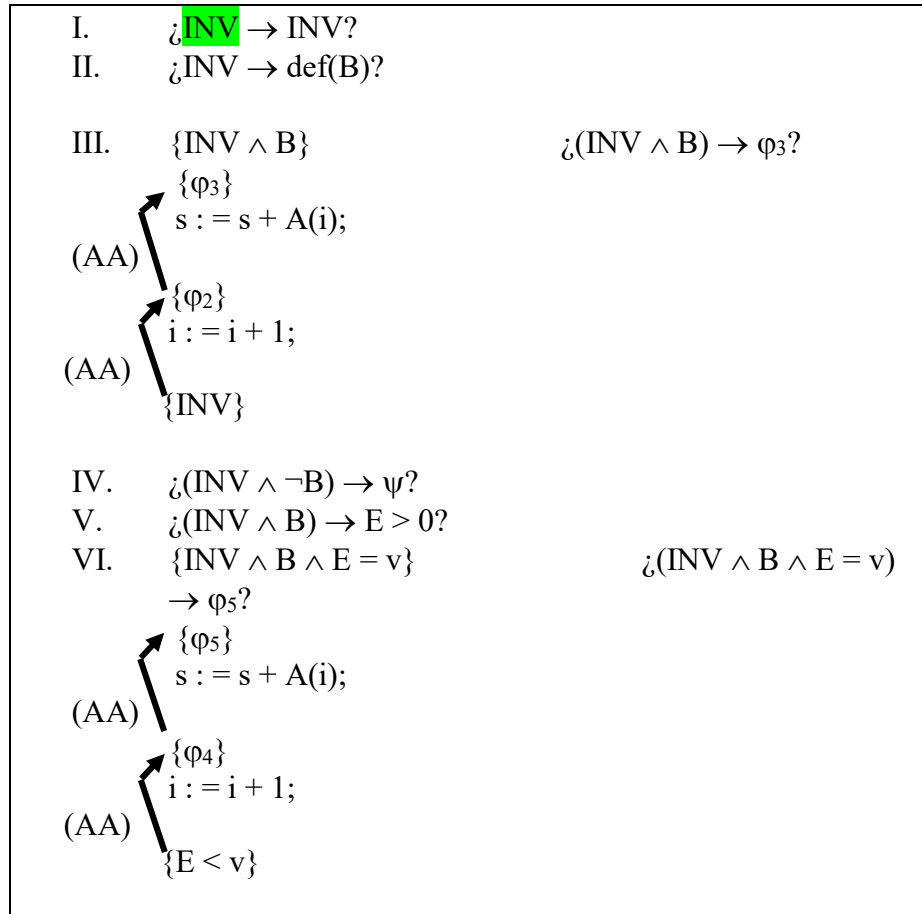 I. ¿INV → INV?
II. ¿INV → def(B)?
III. {INV ∧ B} ¿(INV ∧ B) → φ₃?
{φ₃}
s : = s + A(i);
(AA)
{φ₂}
i : = i + 1;
(AA)
{INV}
IV. ¿(INV ∧ ¬B) → ψ?
V. ¿(INV ∧ B) → E > 0?
VI. {INV ∧ B ∧ E = v} ¿(INV ∧ B ∧ E = v)
→ φ₅?
{φ₅}
s : = s + A(i);
(AA)
{φ₄}
i : = i + 1;
(AA)
{E < v}